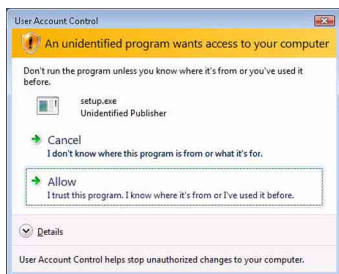 User Account Control
An unidentified program wants access to your computer
Don't run the program unless you know where it's from or you've used it
before.
setup.exe
Unidentified Publisher
Cancel
I don't know where this program is from or what it's for.
Allow
I trust this program. I know where it's from or I've used it before.
Details
User Account Control helps stop unauthorized changes to your computer.